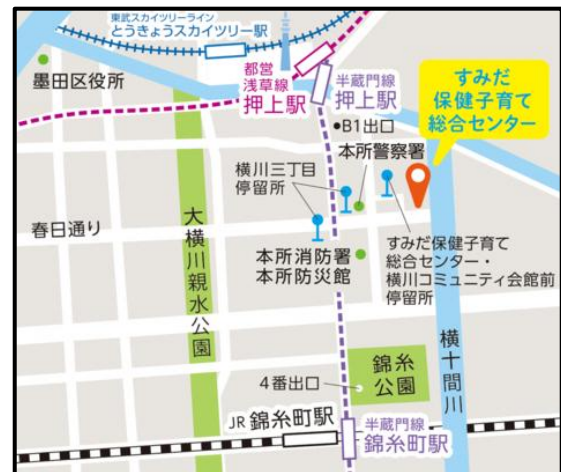 東武スカイツリーライン
とうきょうスカイツリー駅
墨田区役所
都営
浅草線
押上駅
半蔵門線
押上駅
すみだ
保健子育て
総合センター
B1出口
本所警察署
横川三丁目
停留所
春日通り
大横川親水公園
本所消防署
本所防災館
すみだ保健子育て
総合センター・
横川コミュニティ会館前
停留所
横十間川
錦糸
公園
4番出口
JR 錦糸町駅
半蔵門線
錦糸町駅